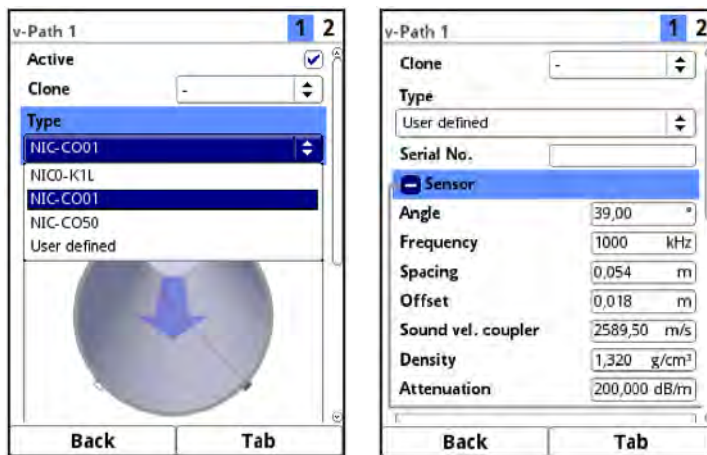 v-Path 1 1 2
Active
Clone -
Type
NIC-CO01
NIC0-K1L
NIC-CO01
NIC-CO50
User defined
Back Tab
v-Path 1 1 2
Clone -
Type
User defined
Serial No.
Sensor
Angle 39,00 °
Frequency 1000 kHz
Spacing 0,054 m
Offset 0,018 m
Sound vel. coupler 2589,50 m/s
Density 1,320 g/cm³
Attenuation 200,000 dB/m
Back Tab